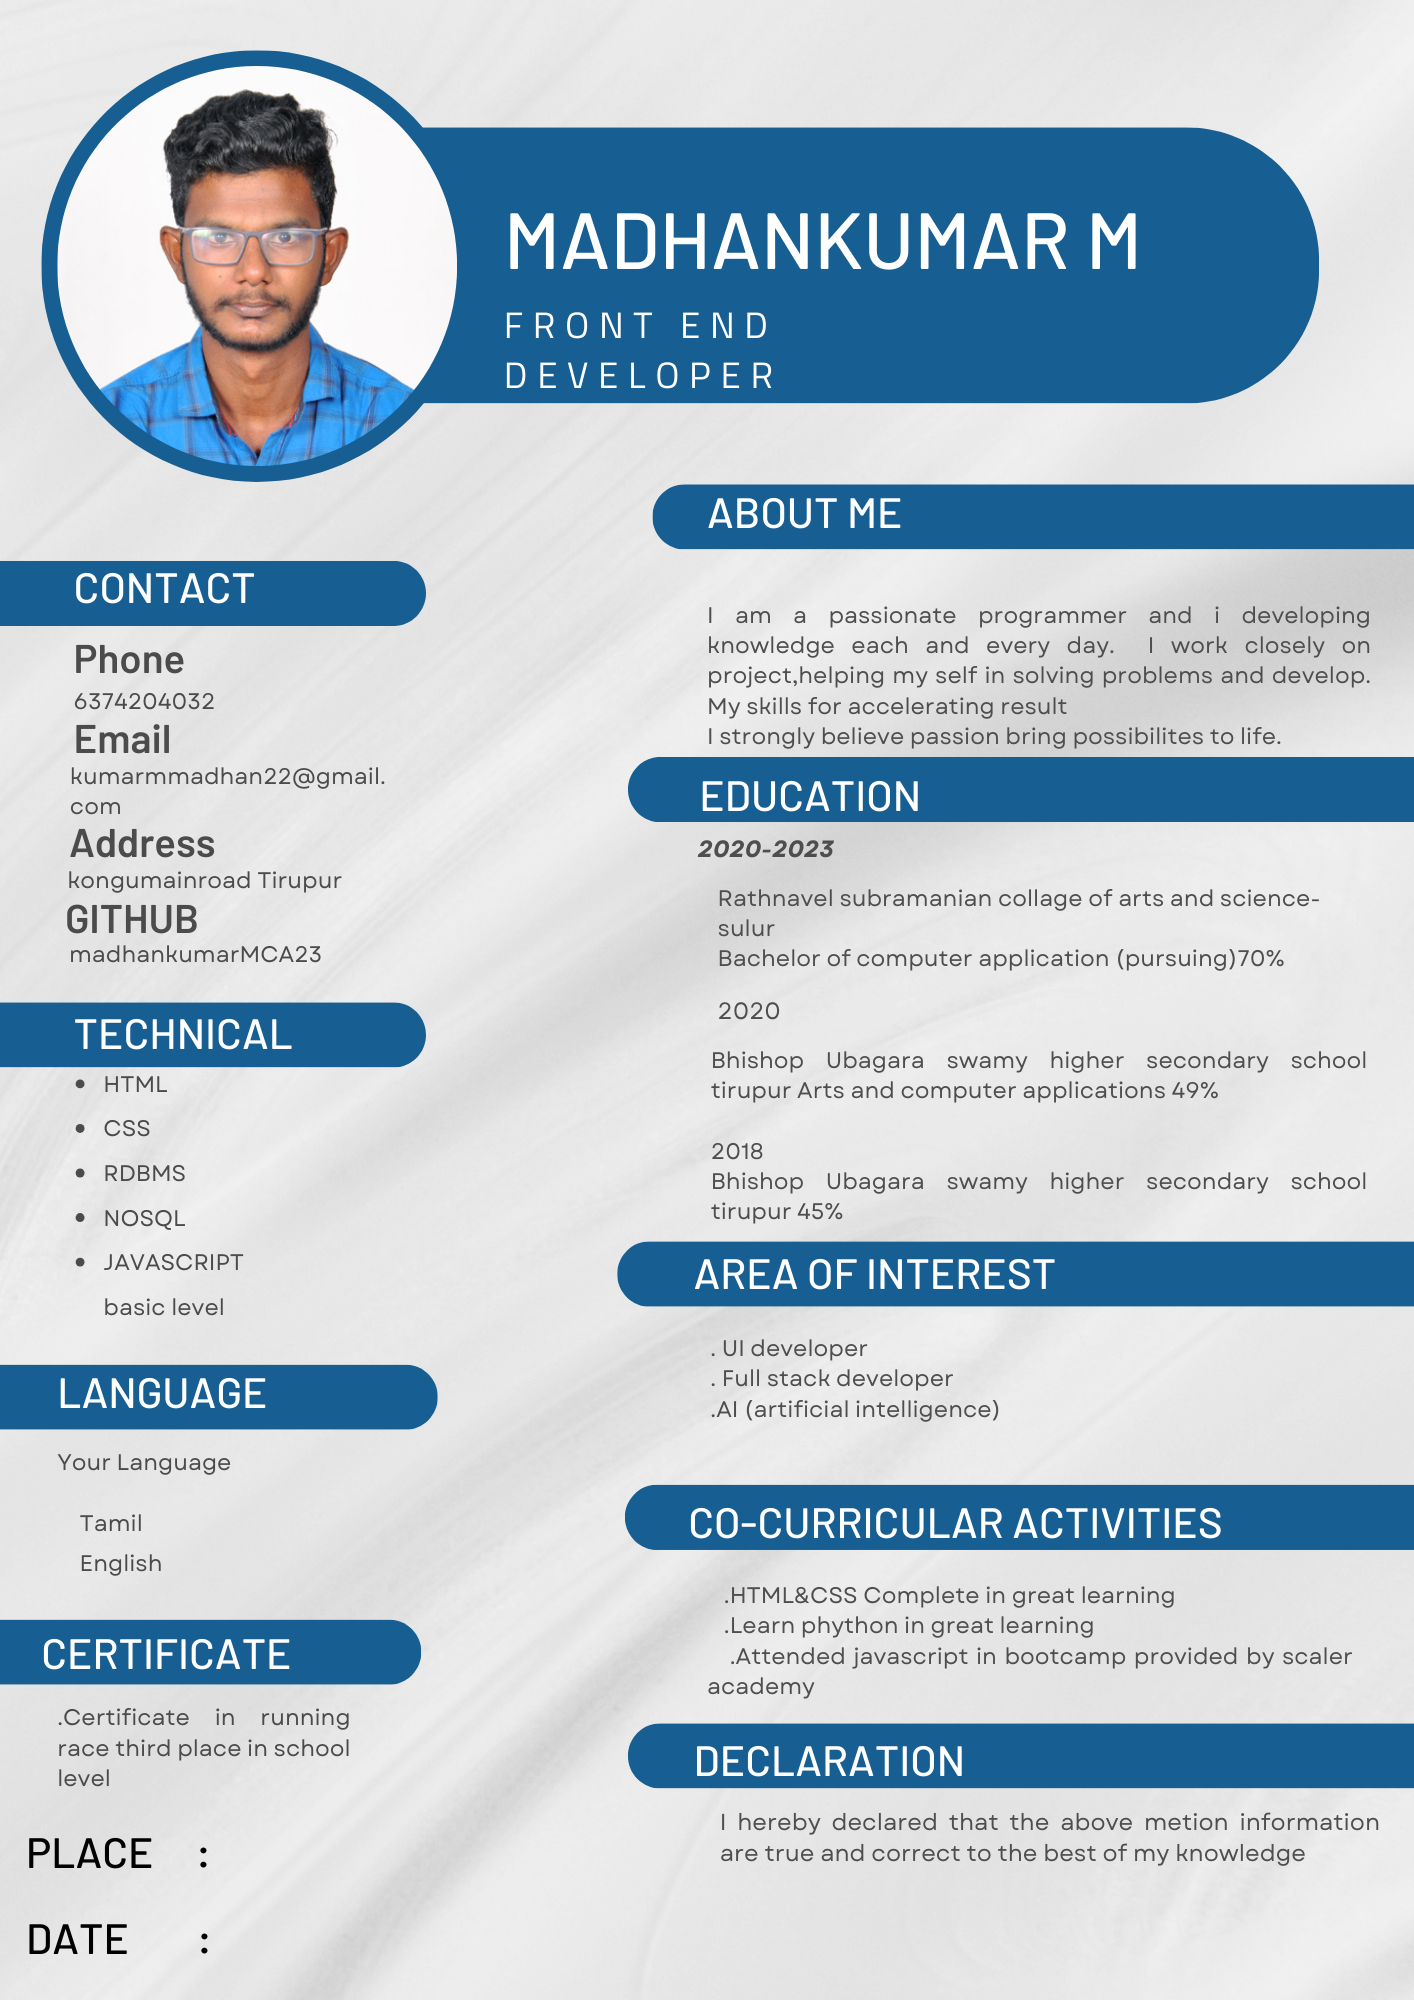 MADHANKUMAR M
FRONT END
DEVELOPER
CONTACT
Phone
6374204032
Email
kumarmmadhan22@gmail.
com
Address
kongumainroad Tirupur
GITHUB
madhankumarMCA23
TECHNICAL
• HTML
• CSS
• RDBMS
• NOSQL
• JAVASCRIPT
basic level
LANGUAGE
Your Language
Tamil
English
CERTIFICATE
.Certificate in running
race third place in school
level
PLACE :
DATE :
ABOUT ME
I am a passionate programmer and i developing
knowledge each and every day. I work closely on
project,helping my self in solving problems and develop.
My skills for accelerating result
I strongly believe passion bring possibilites to life.
EDUCATION
2020-2023
Rathnavel subramanian collage of arts and science-
sulur
Bachelor of computer application (pursuing)70%
2020
Bhishop Ubagara swamy higher secondary school
tirupur Arts and computer applications 49%
2018
Bhishop Ubagara swamy higher secondary school
tirupur 45%
AREA OF INTEREST
. UI developer
. Full stack developer
.AI (artificial intelligence)
CO-CURRICULAR ACTIVITIES
.HTML&CSS Complete in great learning
.Learn phython in great learning
.Attended javascript in bootcamp provided by scaler
academy
DECLARATION
I hereby declared that the above metion information
are true and correct to the best of my knowledge